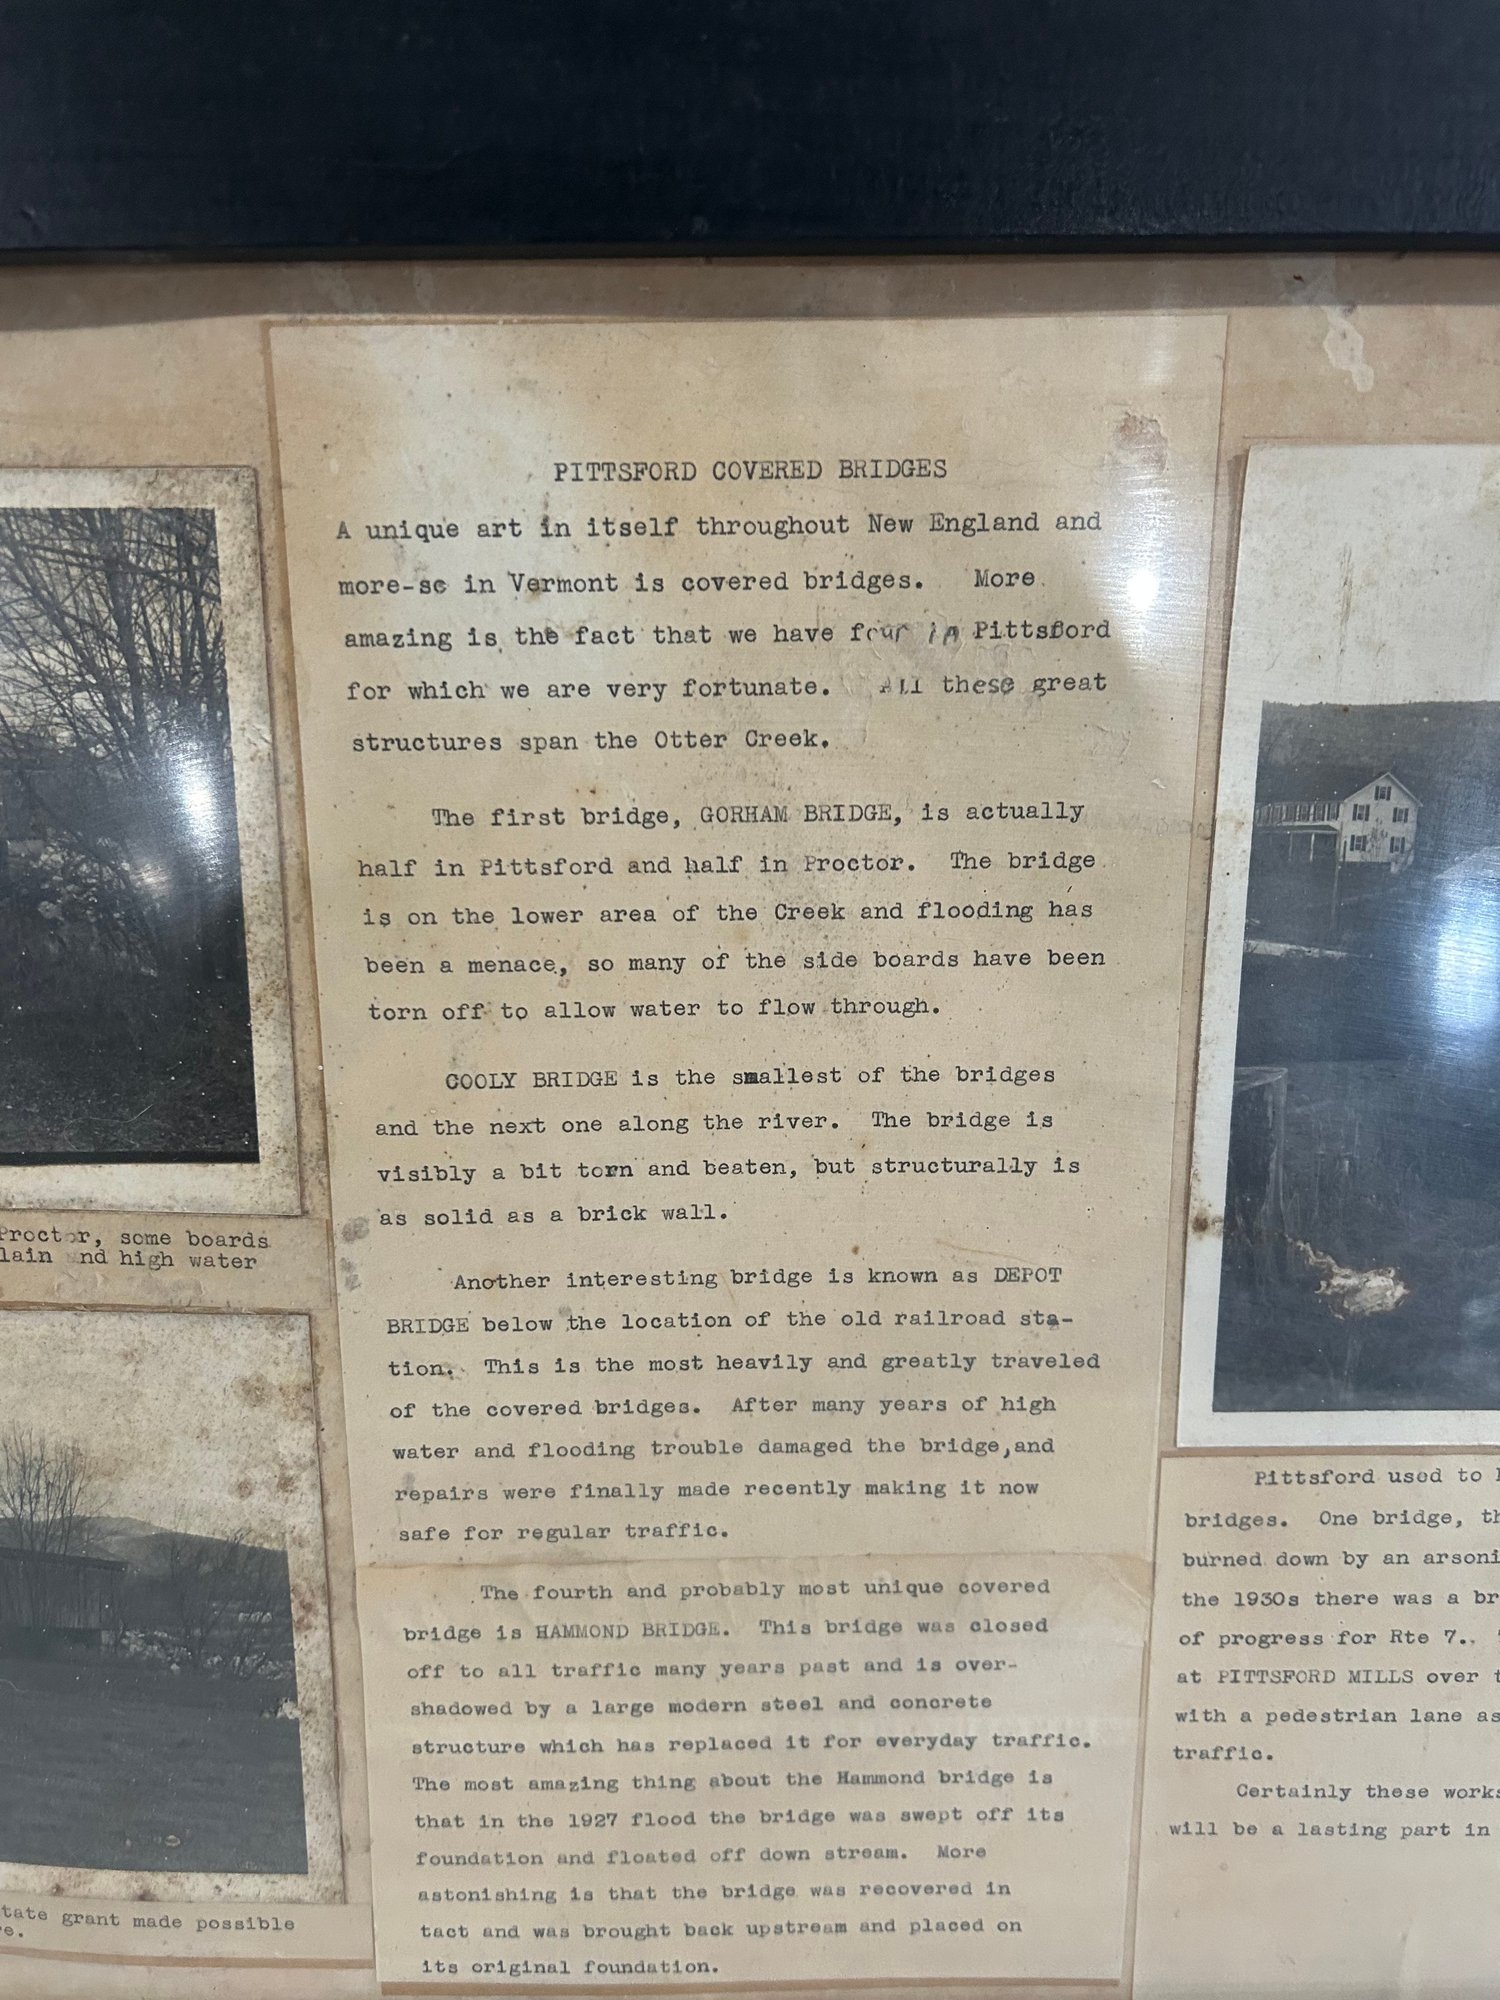 PITTSFORD COVERED BRIDGES
A unique art in itself throughout New England and
more-so in Vermont is covered bridges. More
amazing is the fact that we have four in Pittsford
for which we are very fortunate. All these great
structures span the Otter Creek.
The first bridge, GORHAM BRIDGE, is actually
half in Pittsford and half in Proctor. The bridge
is on the lower area of the Creek and flooding has
been a menace, so many of the side boards have been
torn off to allow water to flow through.
COOLY BRIDGE is the smallest of the bridges
and the next one along the river. The bridge is
visibly a bit torn and beaten, but structurally is
as solid as a brick wall.
Another interesting bridge is known as DEPOT
BRIDGE below the location of the old railroad sta-
tion. This is the most heavily and greatly traveled
of the covered bridges. After many years of high
water and flooding trouble damaged the bridge,and
repairs were finally made recently making it now
safe for regular traffic.
The fourth and probably most unique covered
bridge is HAMMOND BRIDGE. This bridge was closed
off to all traffic many years past and is over-
shadowed by a large modern steel and concrete
structure which has replaced it for everyday traffic.
The most amazing thing about the Hammond bridge is
that in the 1927 flood the bridge was swept off its
foundation and floated off down stream. More
astonishing is that the bridge was recovered in
tact and was brought back upstream and placed on
its original foundation.
Proctor, some boards
lain and high water
tate grant made possible
re.
Pittsford used to
bridges. One bridge, th
burned down by an arsoni
the 1930s there was a br
of progress for Rte 7.
at PITTSFORD MILLS over t
with a pedestrian lane as
traffic.
Certainly these works
will be a lasting part in